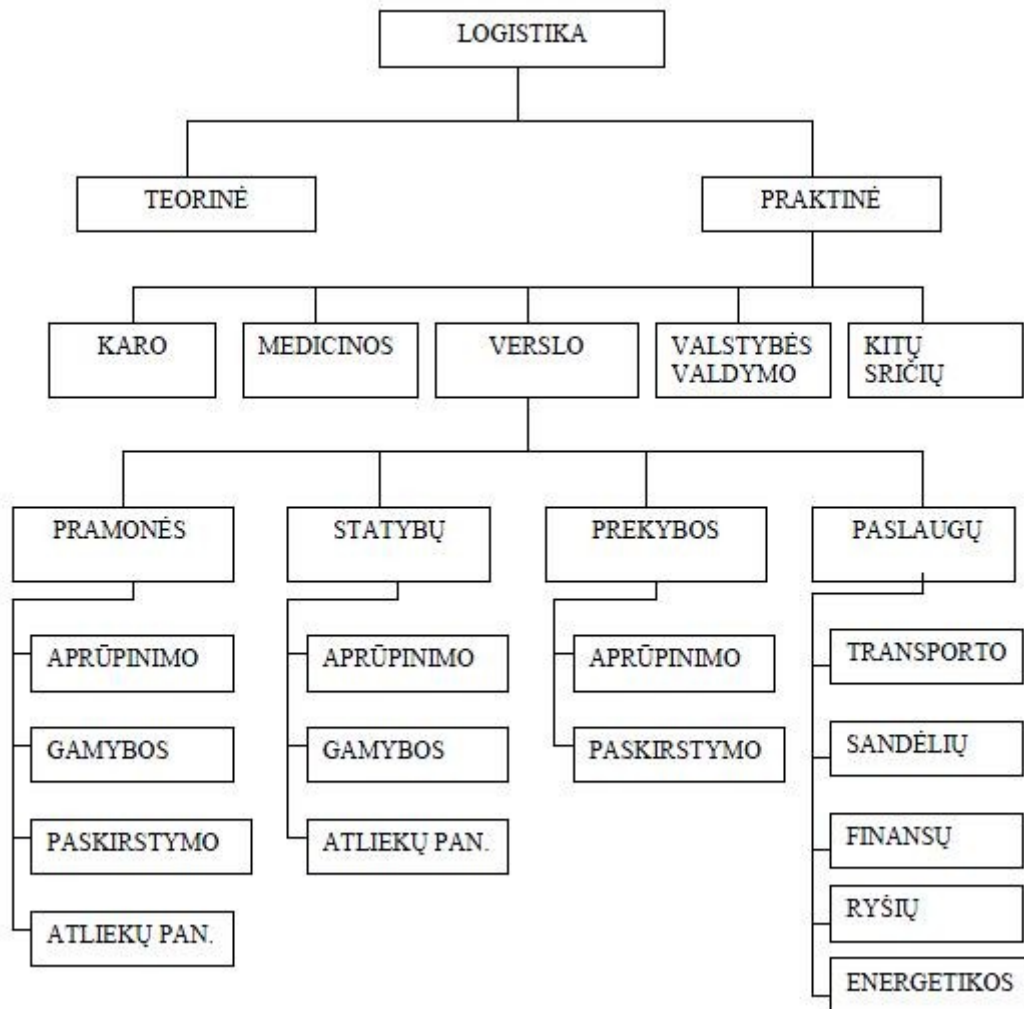 LOGISTIKA
TEORINĖ
PRAKTINĖ
KARO
MEDICINOS
VERSLO
VALSTYBĖS
VALDYMO
KITŲ
SRIČIŲ
PRAMONĖS
APRŪPINIMO
GAMYBOS
PASKIRSTYMO
ATLIEKŲ PAN.
STATYBŲ
APRŪPINIMO
GAMYBOS
ATLIEKŲ PAN.
PREKYBOS
APRŪPINIMO
PASKIRSTYMO
PASLAUGŲ
TRANSPORTO
SANDĖLIŲ
FINANSŲ
RYŠIŲ
ENERGETIKOS